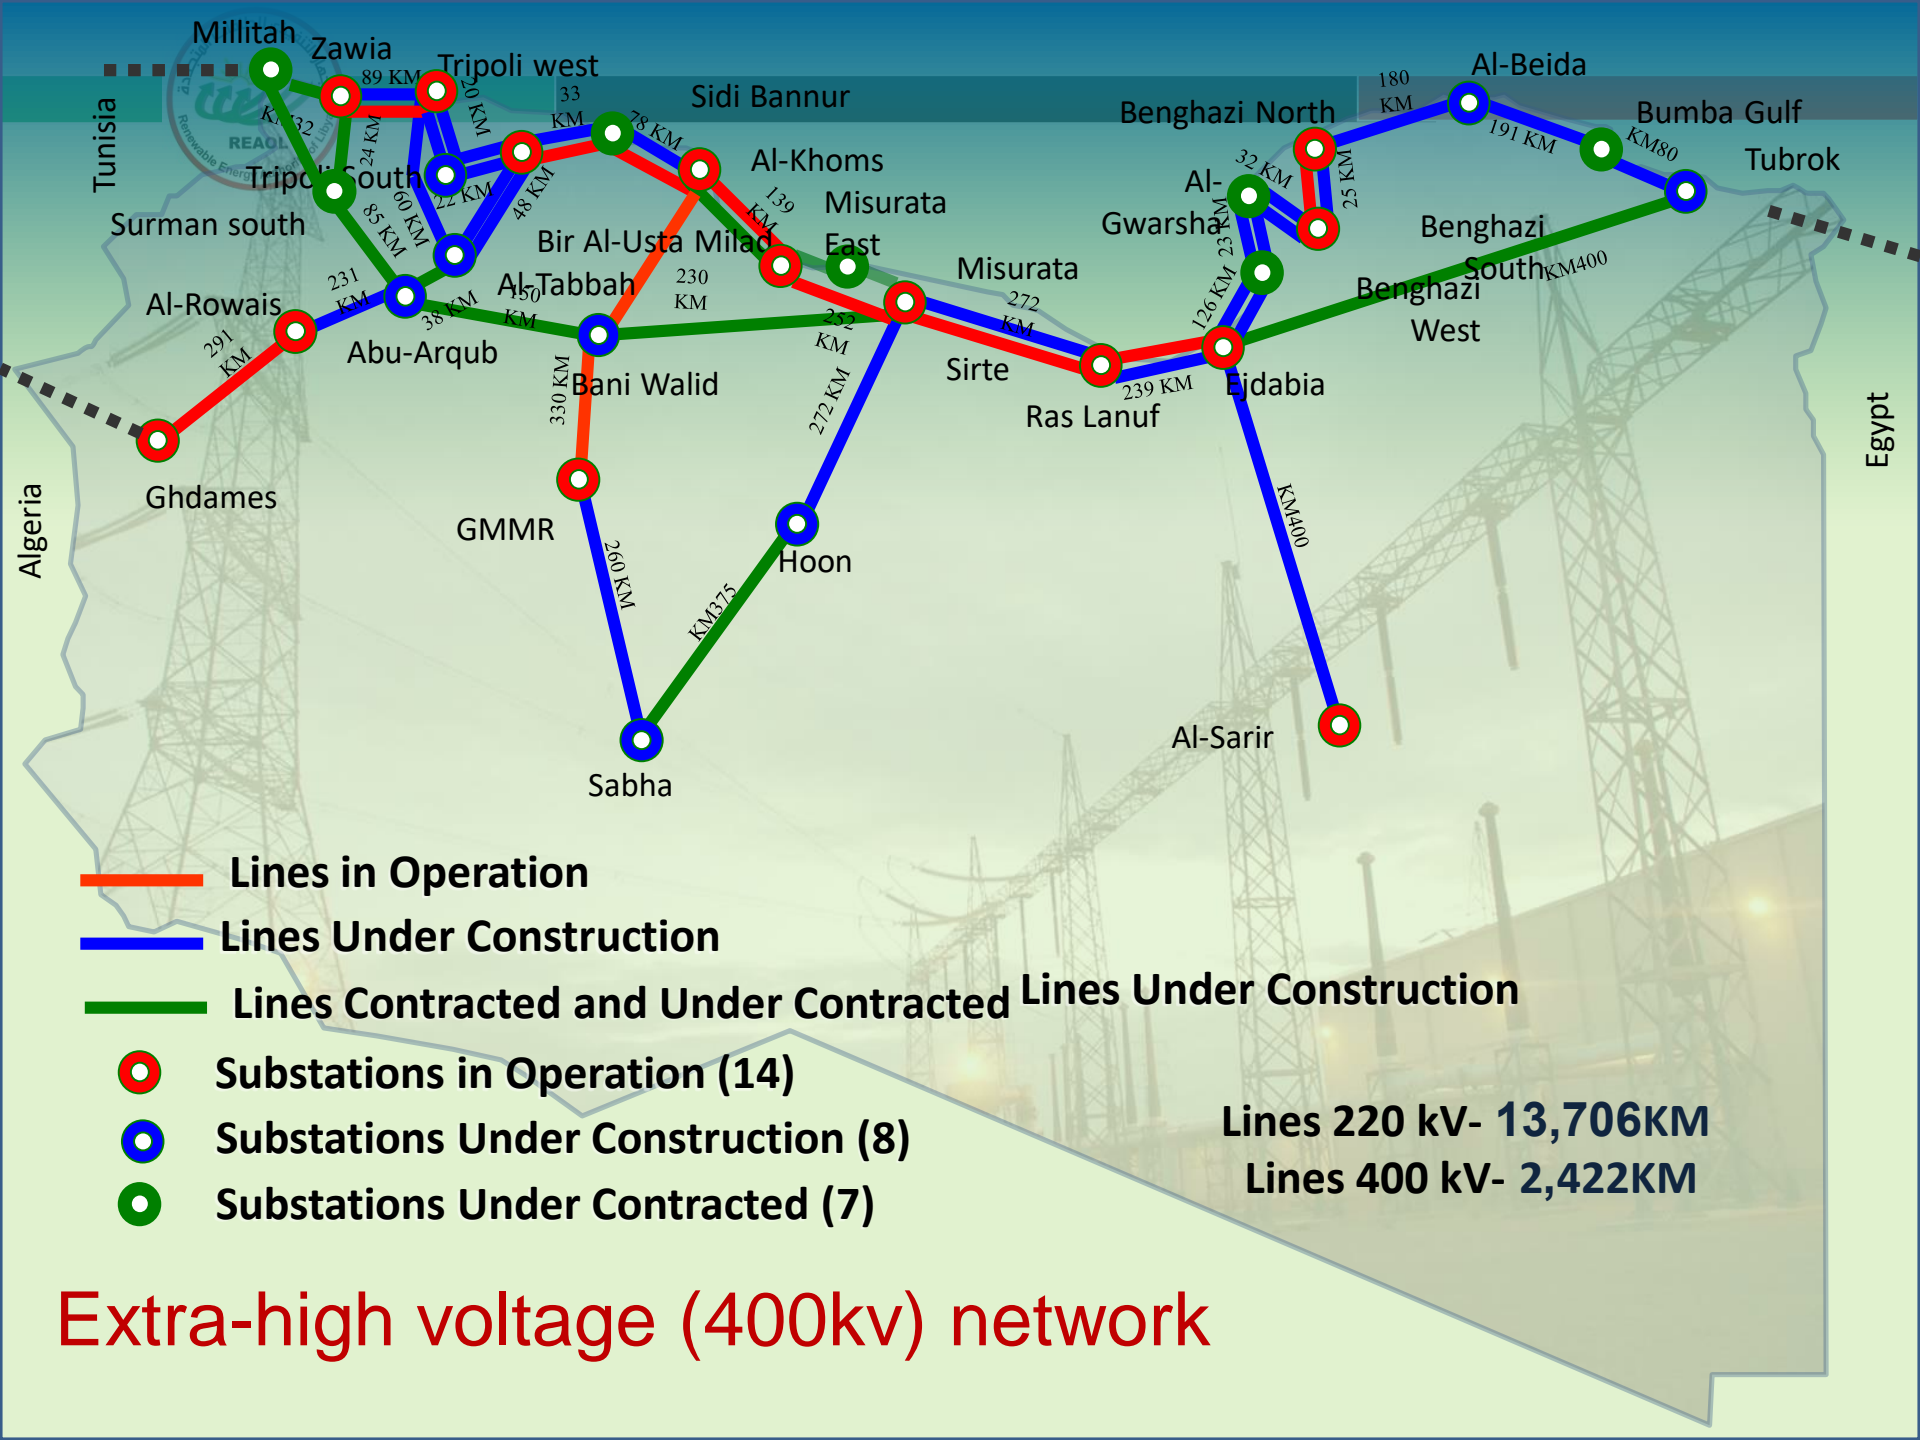 Millitah
Zawia
Tripoli west
89 KM
20 KM
33
KM
Sidi Bannur
78 KM
180
KM
Al-Beida
Benghazi North
Bumba Gulf
191 KM
KM80
Tubrok
Tunisia
KM32
24 KM
REAOL
Tripoli South
22 KM
48 KM
60 KM
85 KM
Surman south
Al-Khoms
139
KM
Misurata
East
Bir Al-Usta Milad
32 KM
25 KM
Al-
Gwarsha
23 KM
Benghazi
South
KM400
Benghazi
West
126 KM
Misurata
272
KM
231
KM
Al-Rowais
38 KM
Al-Tabbah
150
KM
230
KM
252
KM
291
KM
Abu-Arqub
330 KM
Bani Walid
272 KM
Sirte
239 KM
Ejdabia
Ras Lanuf
Egypt
Algeria
Ghdames
GMMR
260 KM
Hoon
KM375
KM400
Al-Sarir
Sabha
Lines in Operation
Lines Under Construction
Lines Contracted and Under Contracted
Lines Under Construction
Substations in Operation (14)
Substations Under Construction (8)
Substations Under Contracted (7)
Lines 220 kV- 13,706KM
Lines 400 kV- 2,422KM
Extra-high voltage (400kv) network